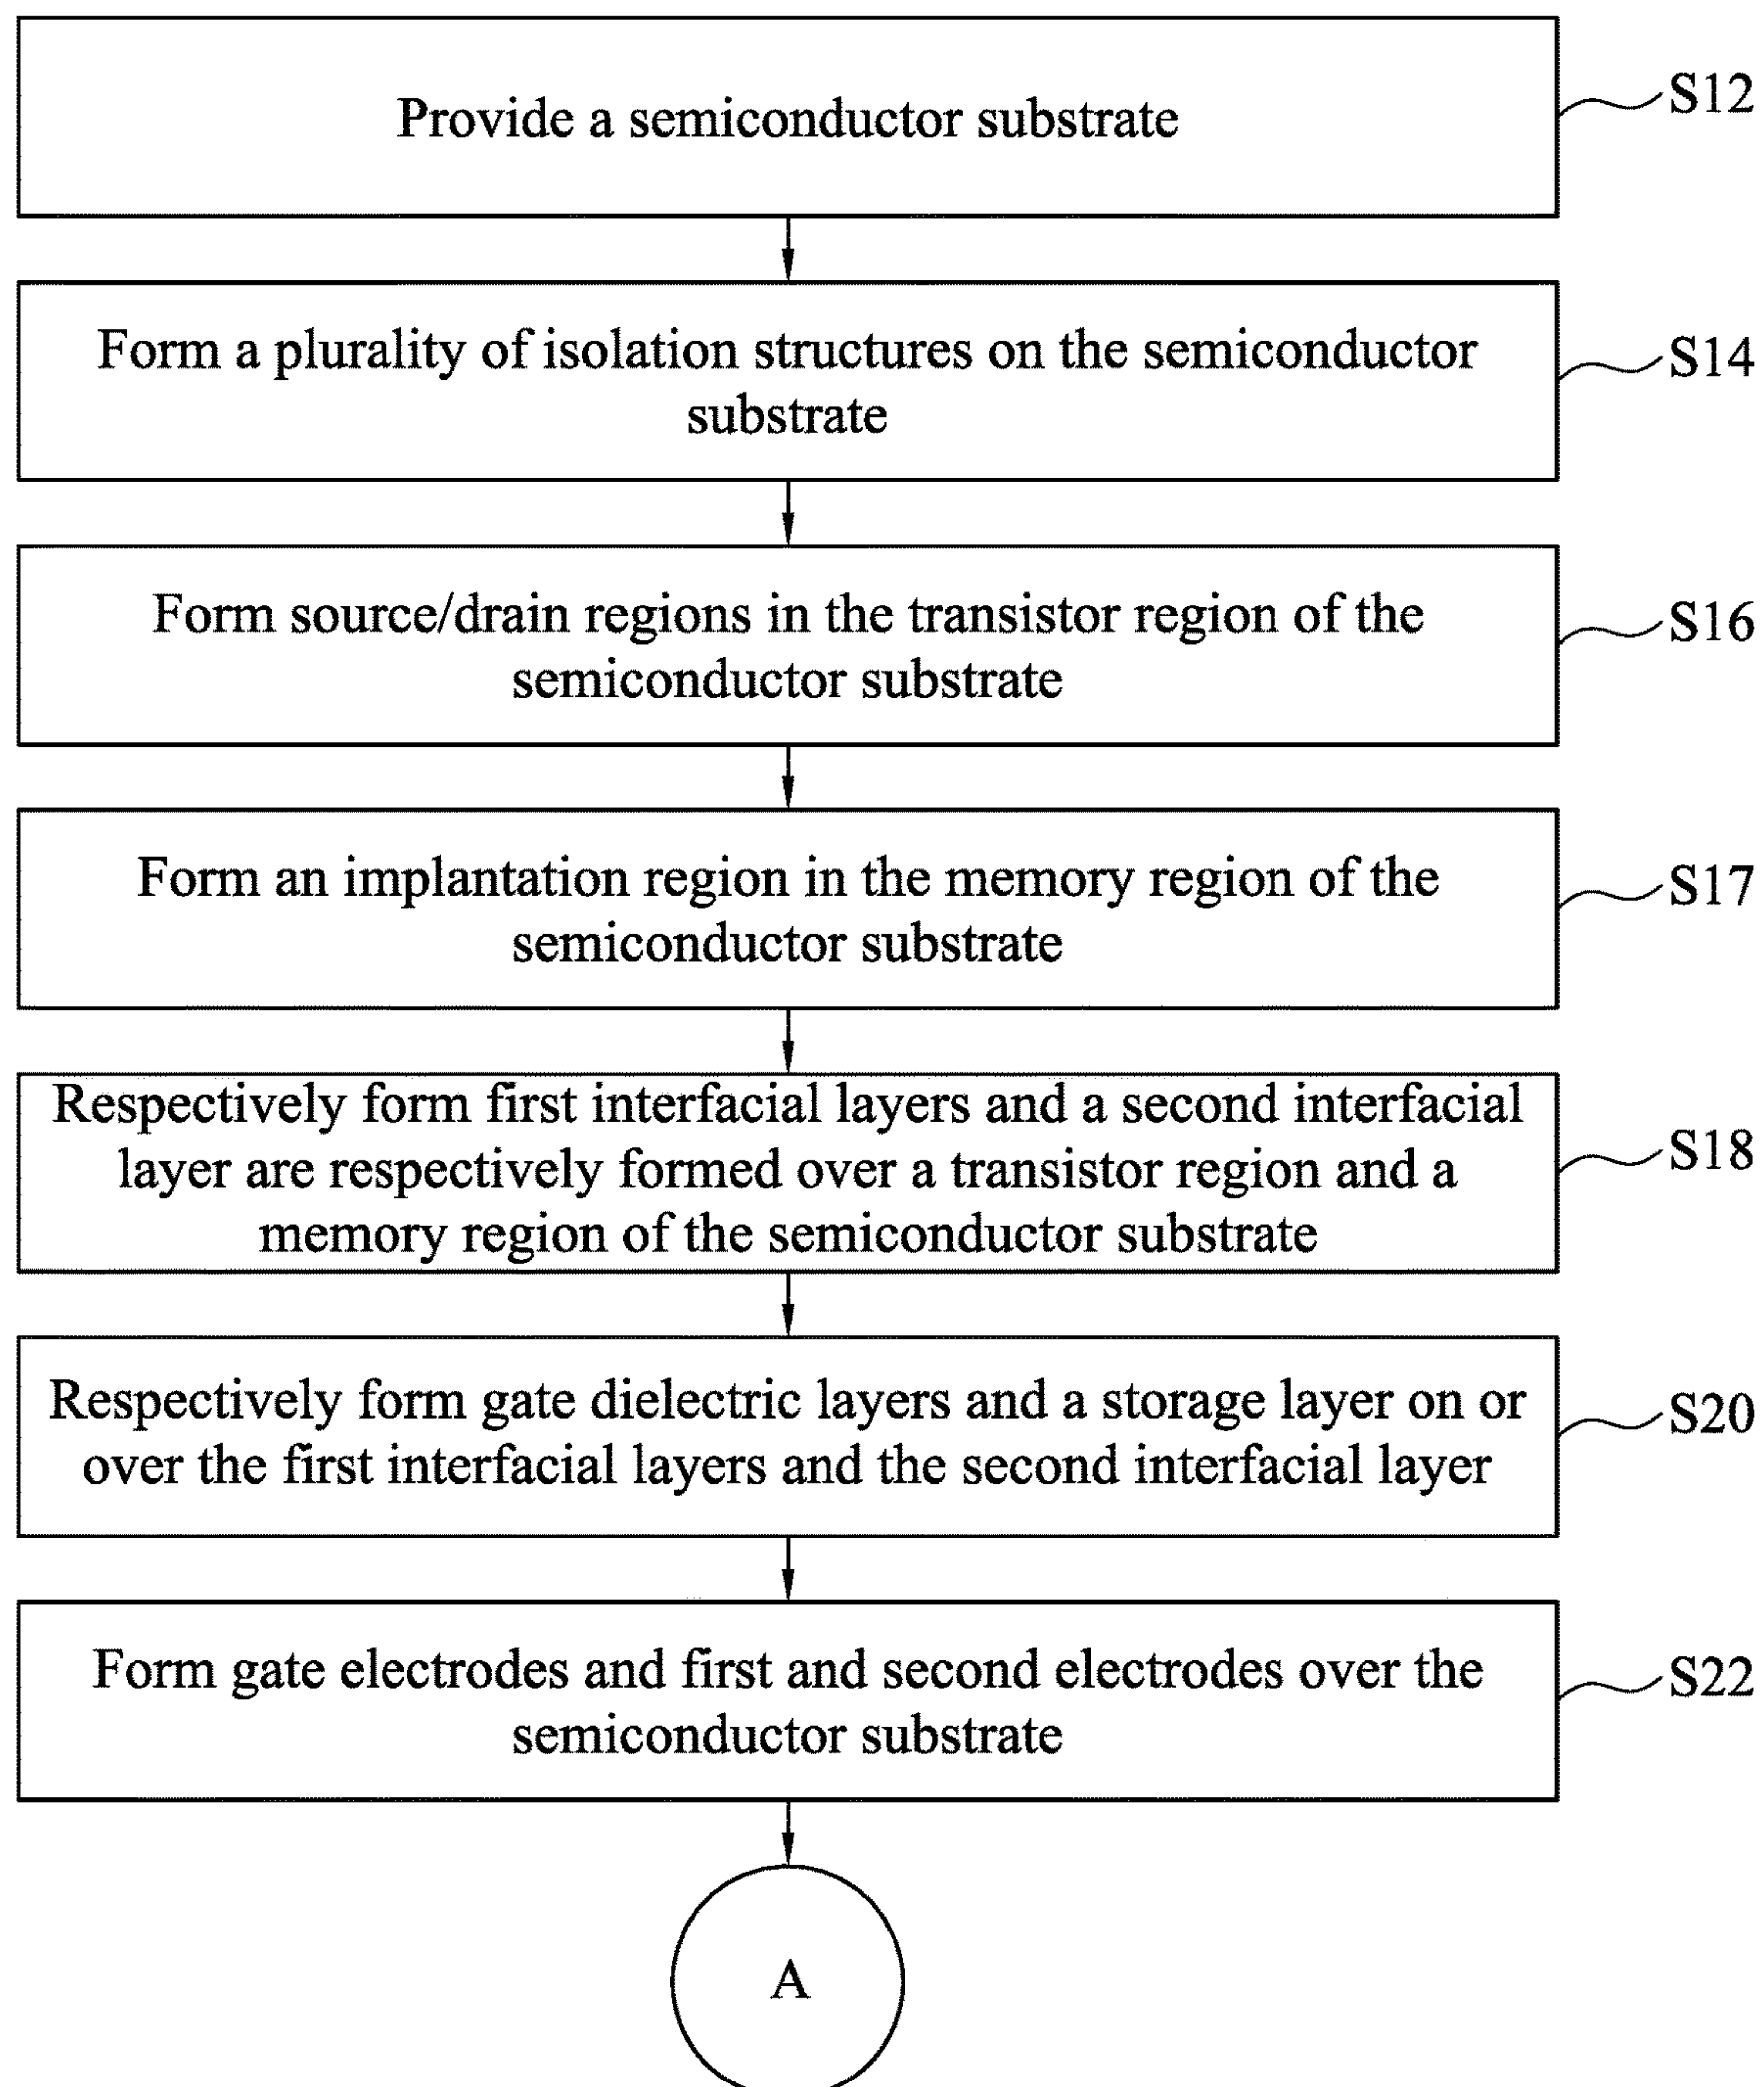 Provide a semiconductor substrate
S12
Form a plurality of isolation structures on the semiconductor
substrate
S14
Form source/drain regions in the transistor region of the
semiconductor substrate
S16
Form an implantation region in the memory region of the
semiconductor substrate
S17
Respectively form first interfacial layers and a second interfacial
layer are respectively formed over a transistor region and a
memory region of the semiconductor substrate
S18
Respectively form gate dielectric layers and a storage layer on or
over the first interfacial layers and the second interfacial layer
S20
Form gate electrodes and first and second electrodes over the
semiconductor substrate
S22
A